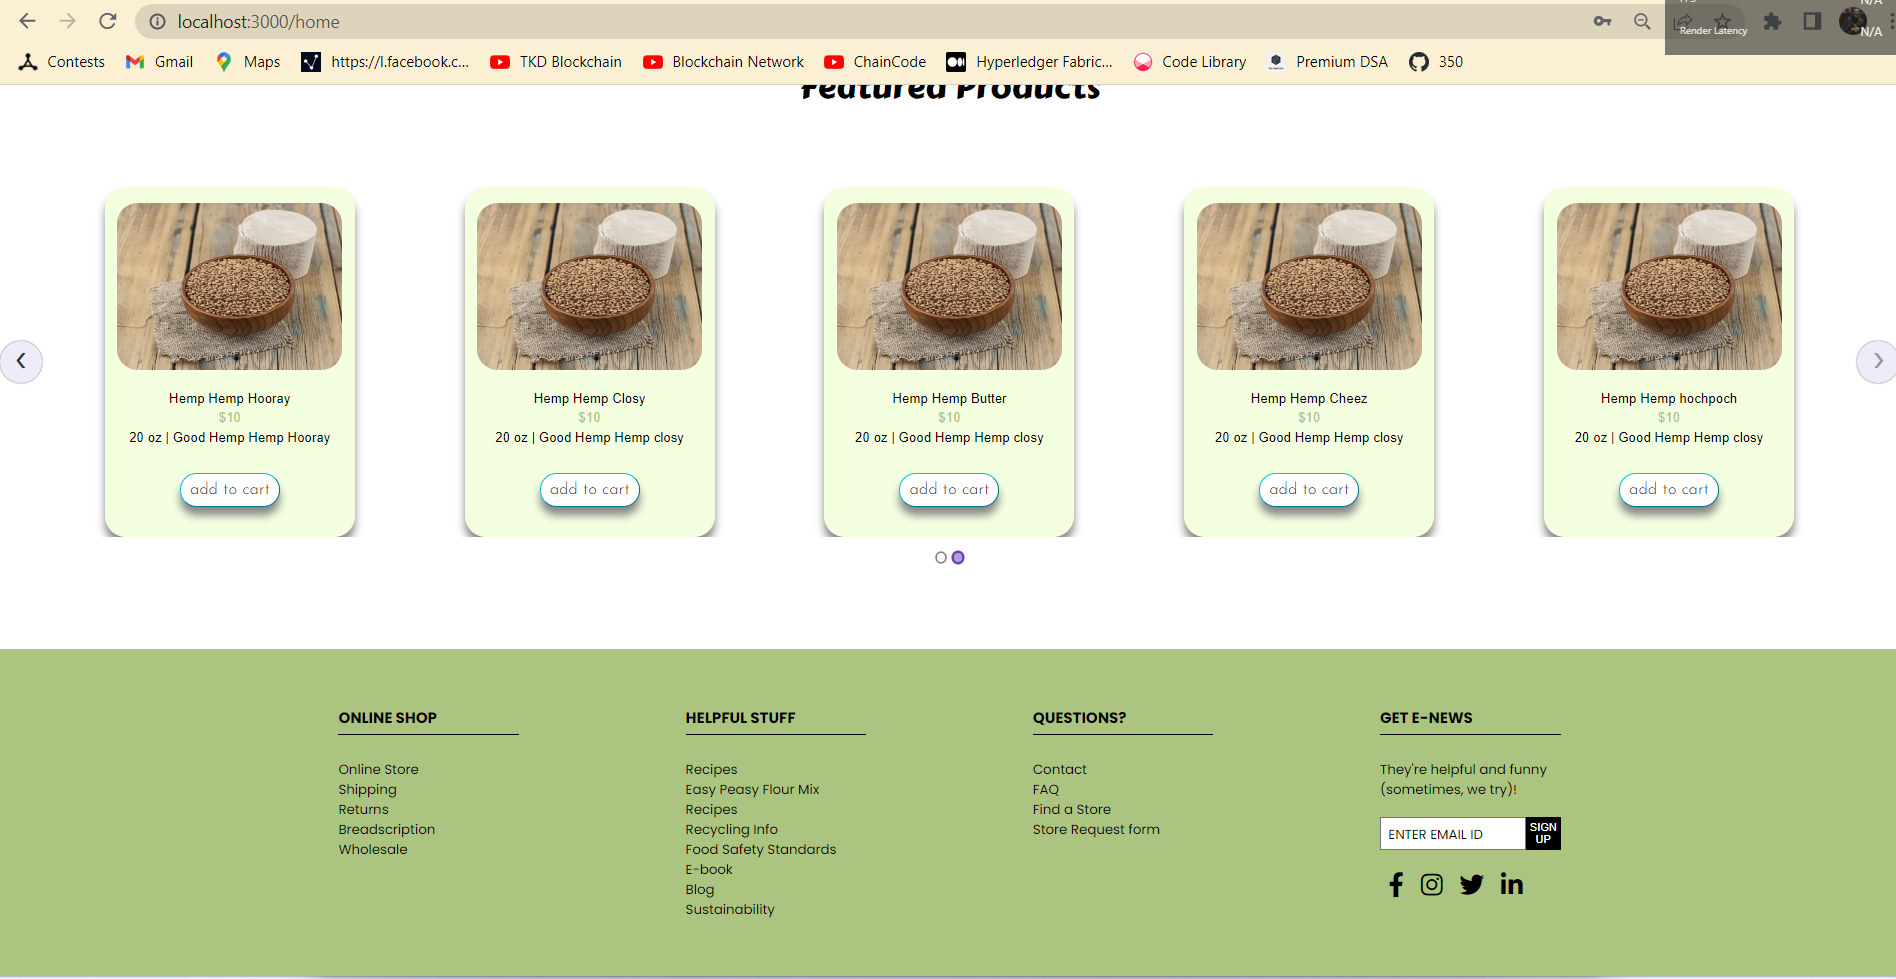 localhost:3000/home
N/A
Render Latency
N/A
Contests Gmail Maps https://l.facebook.c... TKD Blockchain Blockchain Network ChainCode Hyperledger Fabric... Code Library Premium DSA 350
Featured Products
Hemp Hemp Hooray
$10
20 oz | Good Hemp Hemp Hooray
add to cart
Hemp Hemp Closy
$10
20 oz | Good Hemp Hemp closy
add to cart
Hemp Hemp Butter
$10
20 oz | Good Hemp Hemp closy
add to cart
Hemp Hemp Cheez
$10
20 oz | Good Hemp Hemp closy
add to cart
Hemp Hemp hochpoch
$10
20 oz | Good Hemp Hemp closy
add to cart
ONLINE SHOP
Online Store
Shipping
Returns
Breadscription
Wholesale
HELPFUL STUFF
Recipes
Easy Peasy Flour Mix
Recipes
Recycling Info
Food Safety Standards
E-book
Blog
Sustainability
QUESTIONS?
Contact
FAQ
Find a Store
Store Request form
GET E-NEWS
They're helpful and funny
(sometimes, we try)!
ENTER EMAIL ID
SIGN
UP